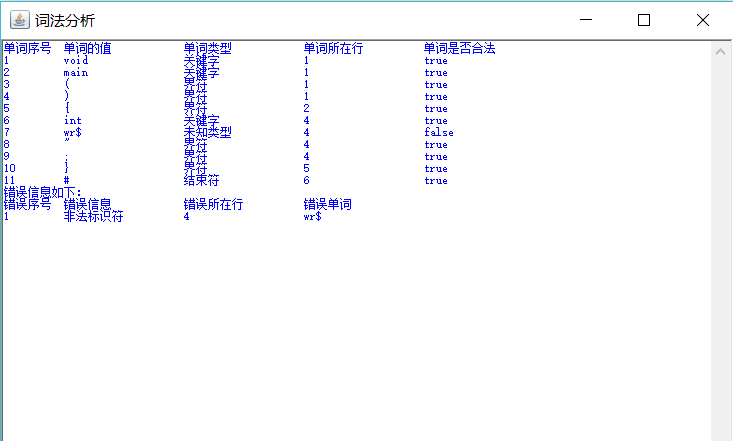 词法分析
单词序号 单词的值 单词类型 单词所在行 单词是否合法
1 void 关键字 1 true
2 main 关键字 1 true
3 ( 界符 1 true
4 ) 界符 1 true
5 { 界符 2 true
6 int 关键字 4 true
7 wr$ 未知类型 4 false
8 " 界符 4 true
9 ; 界符 4 true
10 } 界符 5 true
11 # 结束符 6 true
错误信息如下:
错误序号 错误信息 错误所在行 错误单词
1 非法标识符 4 wr$